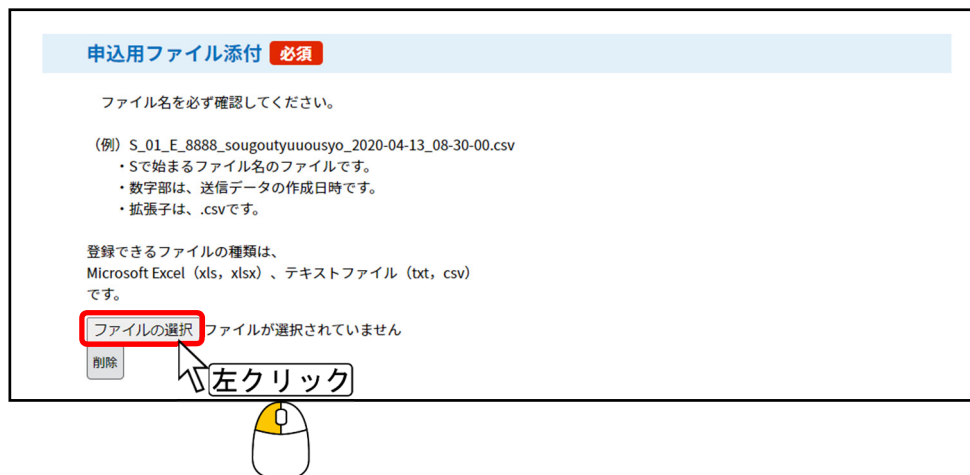 申込用ファイル添付 必須
ファイル名を必ず確認してください。
（例）S_01_E_8888_sougoutyuuousyo_2020-04-13_08-30-00.csv
・Sで始まるファイル名のファイルです。
・数字部は、送信データの作成日時です。
・拡張子は、.csvです。
登録できるファイルの種類は、
Microsoft Excel（xls，xlsx）、テキストファイル（txt，csv）
です。
ファイルの選択 ファイルが選択されていません
削除
左クリック